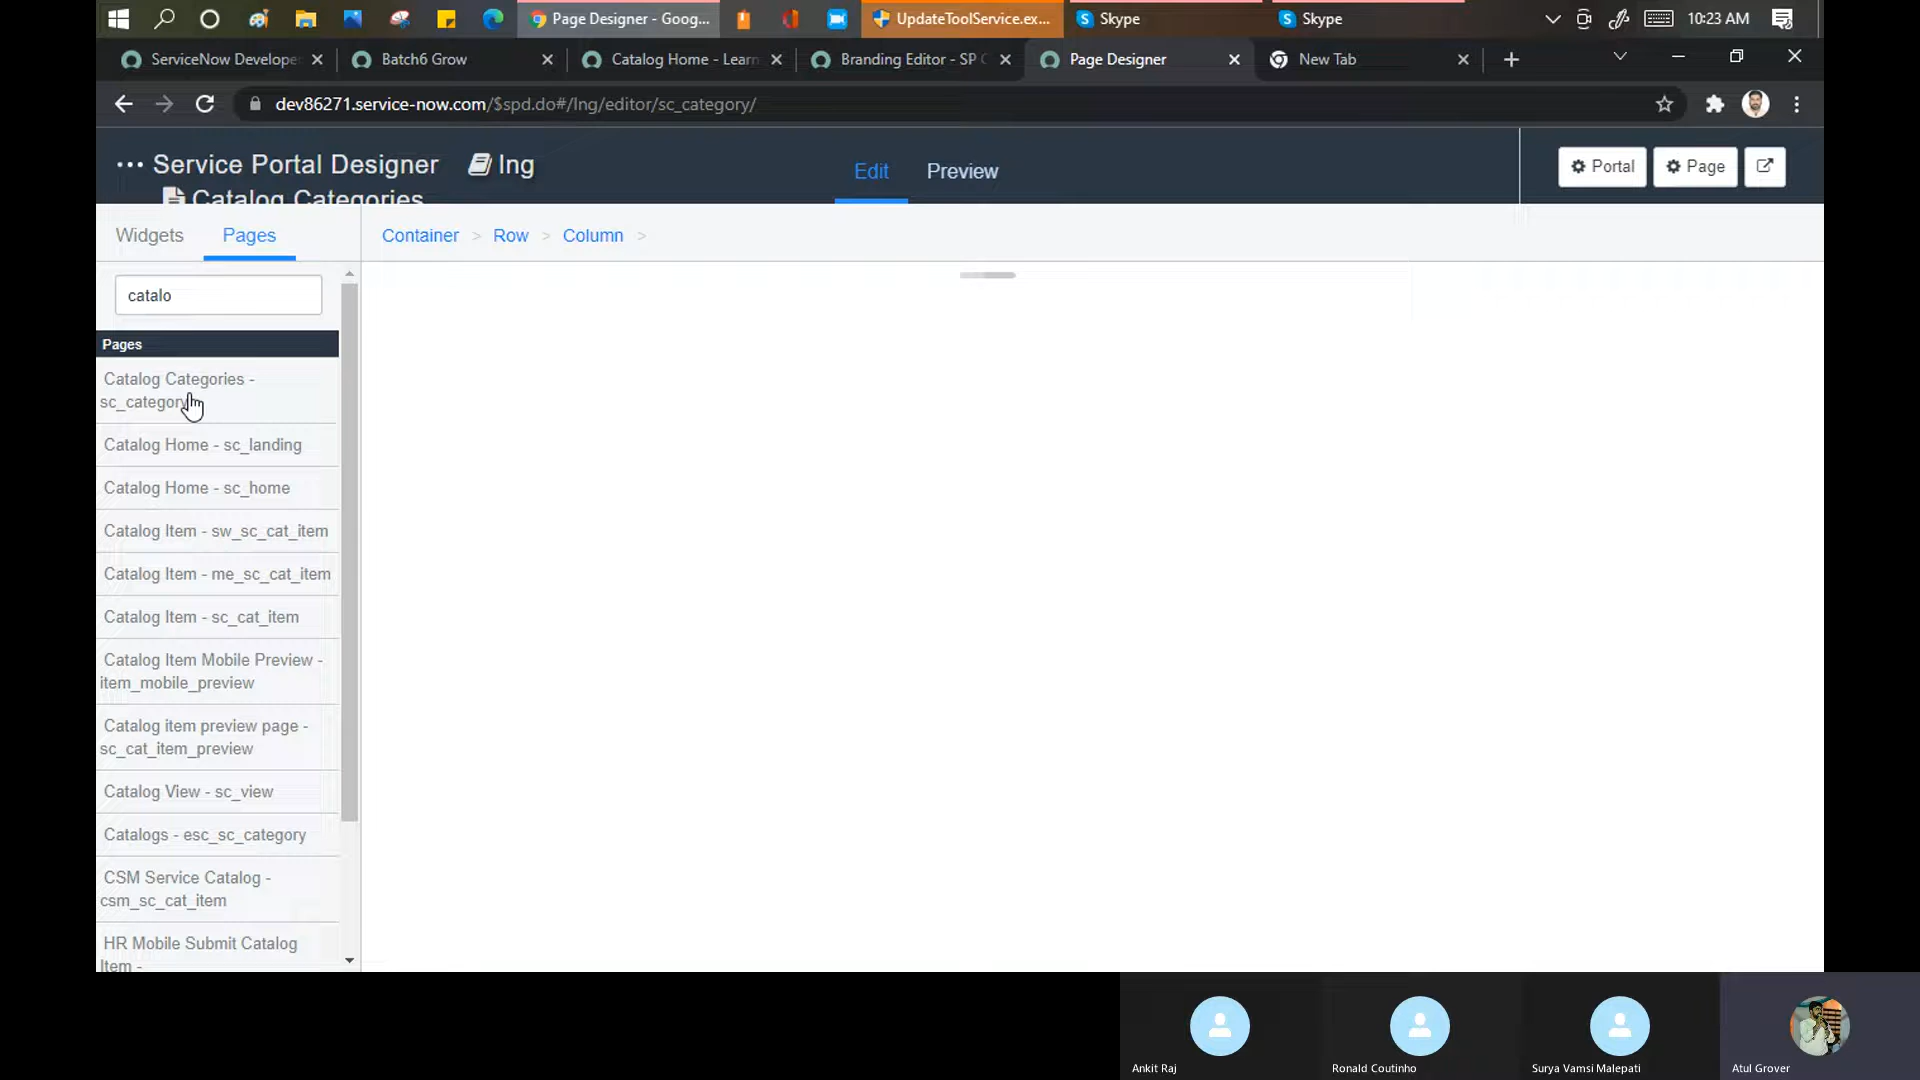 Page Designer - Goog...
UpdateToolService.ex...
Skype
Skype
10:23 AM
ServiceNow Develope
Batch6 Grow
Catalog Home - Learn
Branding Editor - SP C
Page Designer
New Tab
dev86271.service-now.com/$spd.do#/lng/editor/sc_category/
Service Portal Designer
lng
Catalog Categories
Edit
Preview
Portal
Page
Widgets
Pages
Container > Row > Column >
catalo
Pages
Catalog Categories -
sc_category
Catalog Home - sc_landing
Catalog Home - sc_home
Catalog Item - sw_sc_cat_item
Catalog Item - me_sc_cat_item
Catalog Item - sc_cat_item
Catalog Item Mobile Preview -
item_mobile_preview
Catalog item preview page -
sc_cat_item_preview
Catalog View - sc_view
Catalogs - esc_sc_category
CSM Service Catalog -
csm_sc_cat_item
HR Mobile Submit Catalog
Item -
Ankit Raj
Ronald Coutinho
Surya Vamsi Malepati
Atul Grover